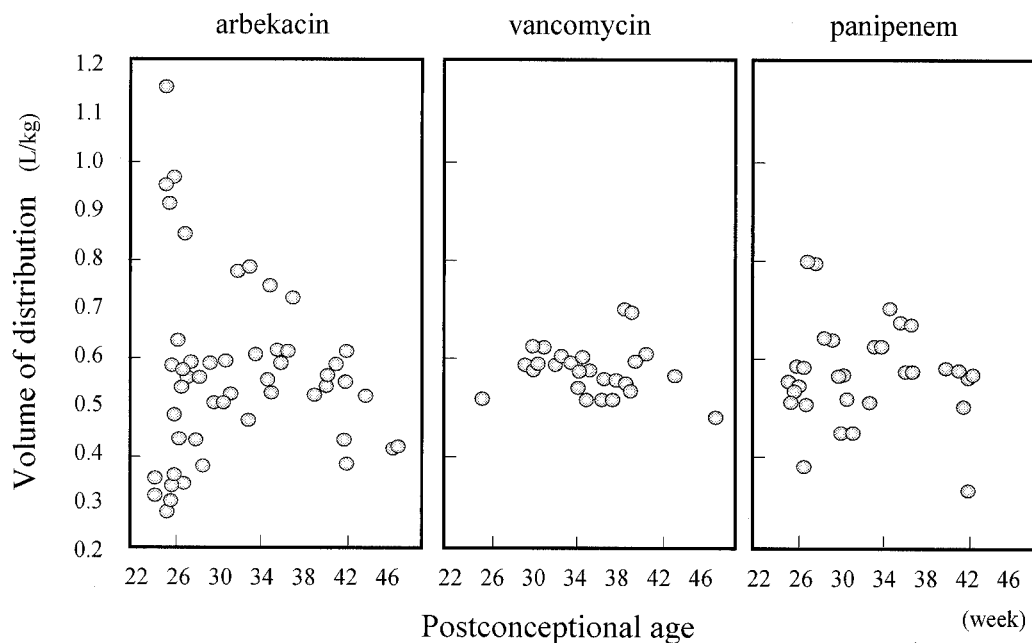 arbekacin vancomycin panipenem
Volume of distribution (L/kg)
1.2
1.1
1.0
0.9
0.8
0.7
0.6
0.5
0.4
0.3
0.2
22 26 30 34 38 42 46 22 26 30 34 38 42 46 22 26 30 34 38 42 46
(week)
Postconceptional age